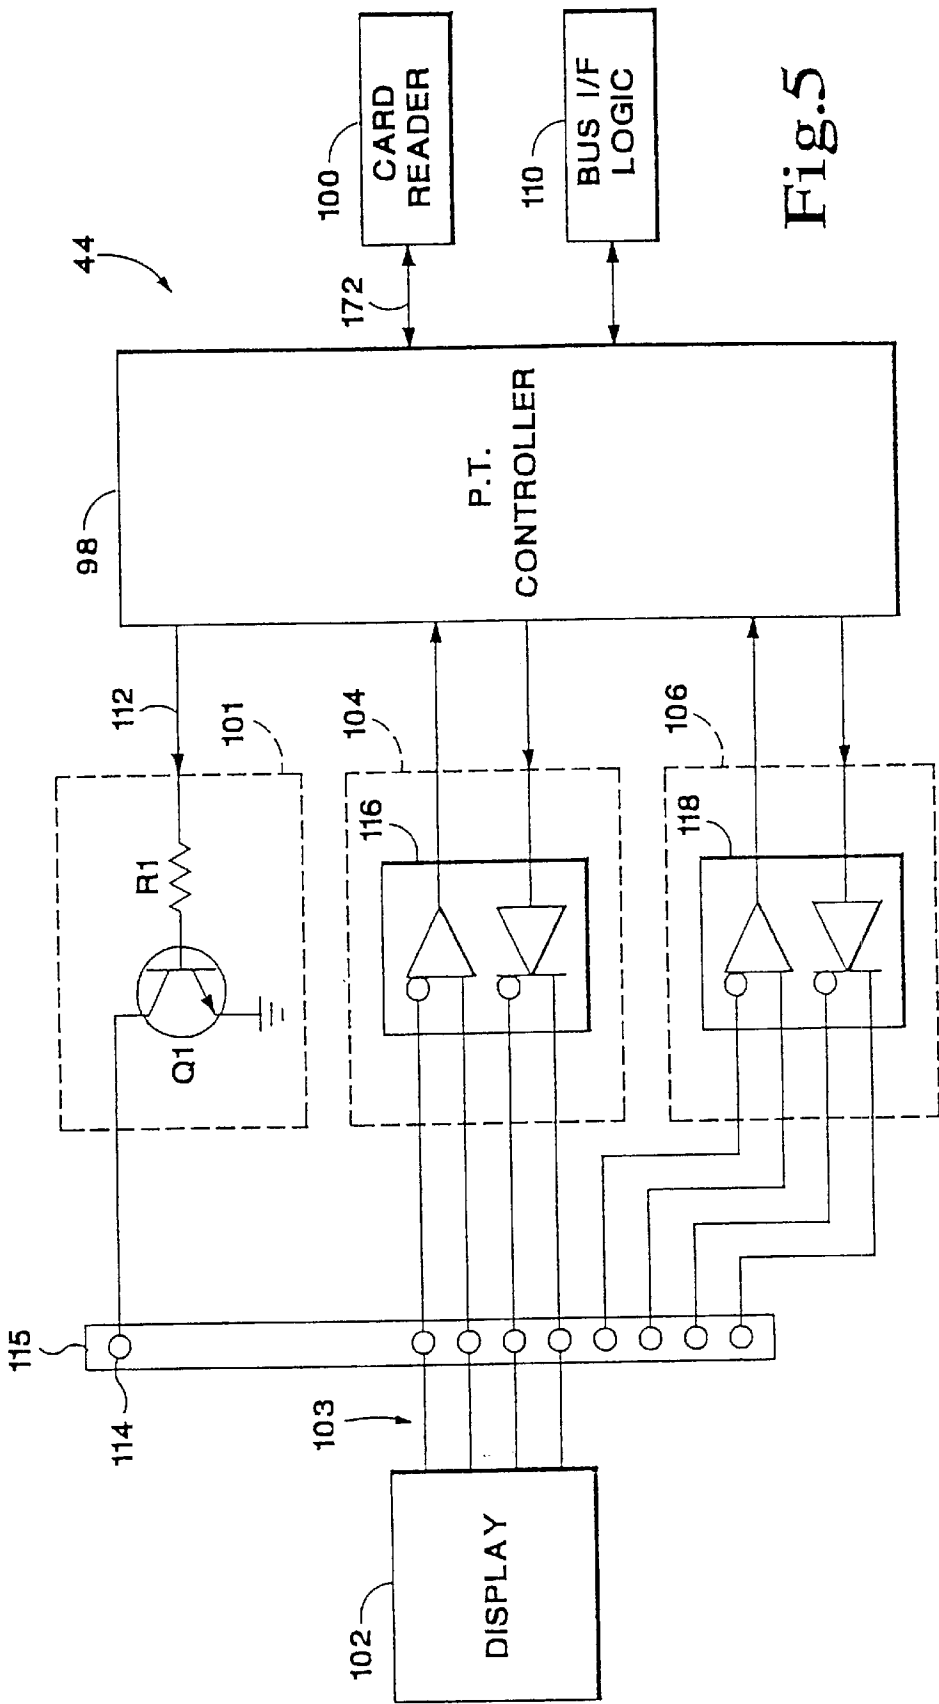 44
98
100
CARD
READER
172
110
BUS I/F
LOGIC
P.T.
CONTROLLER
112
101
R1
Q1
104
116
106
118
115
114
103
102
DISPLAY
Fig.5